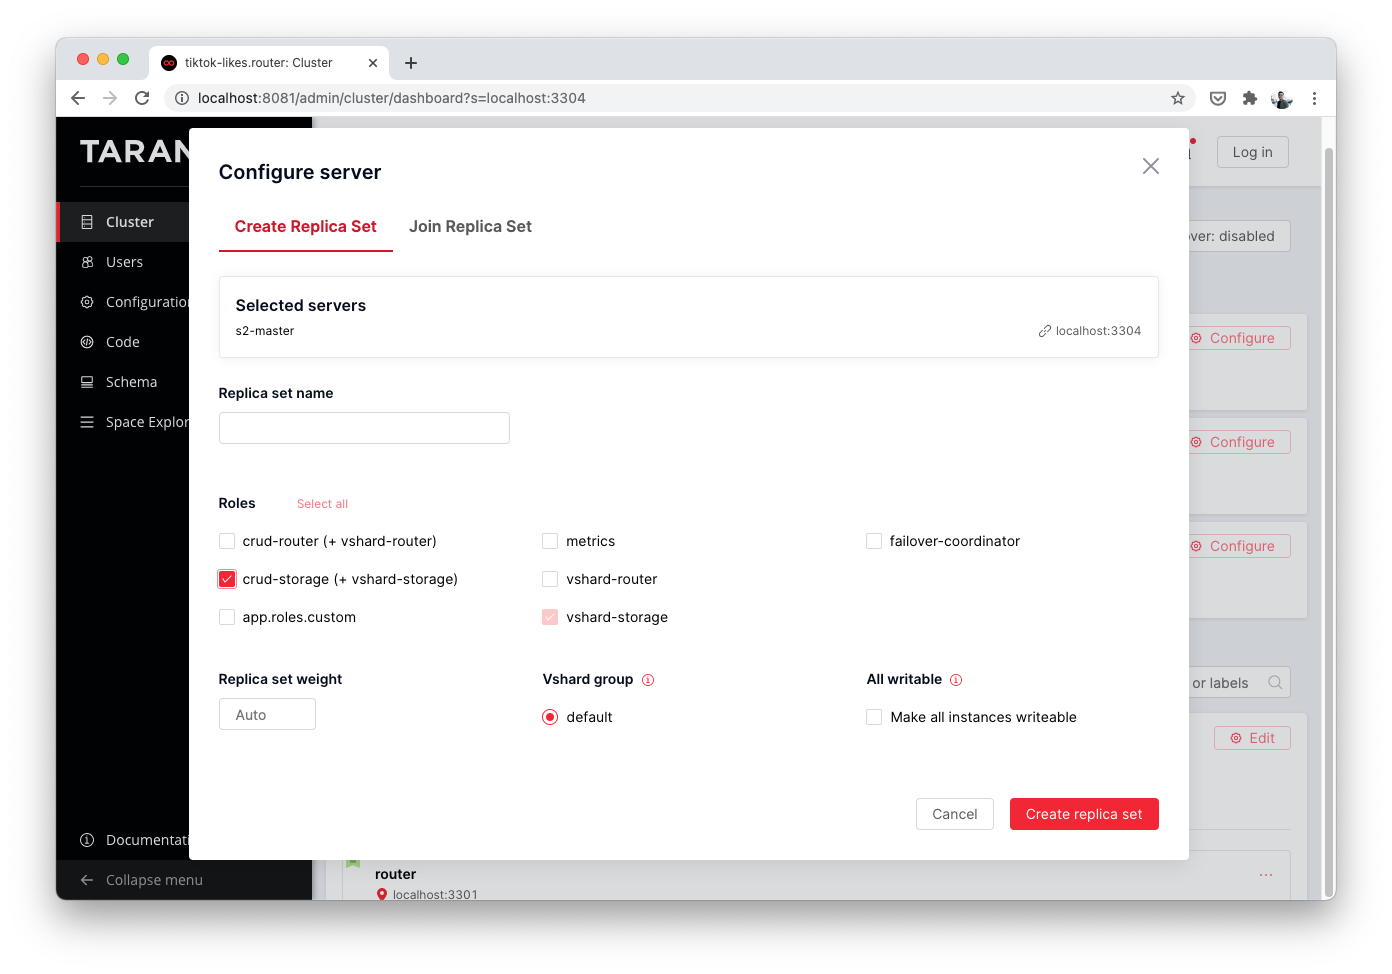 tiktok-likes.router: Cluster
localhost:8081/admin/cluster/dashboard?s=localhost:3304
TARAN
Log in
Cluster
Users
Configuration
Code
Schema
Space Explor
Documentati
Collapse menu
Configure server
Create Replica Set
Join Replica Set
Selected servers
s2-master
localhost:3304
Replica set name
Roles
Select all
crud-router (+ vshard-router)
metrics
failover-coordinator
crud-storage (+ vshard-storage)
vshard-router
app.roles.custom
vshard-storage
Replica set weight
Vshard group
All writable
Auto
default
Make all instances writeable
Cancel
Create replica set
over: disabled
Configure
Configure
Configure
or labels
Edit
router
localhost:3301